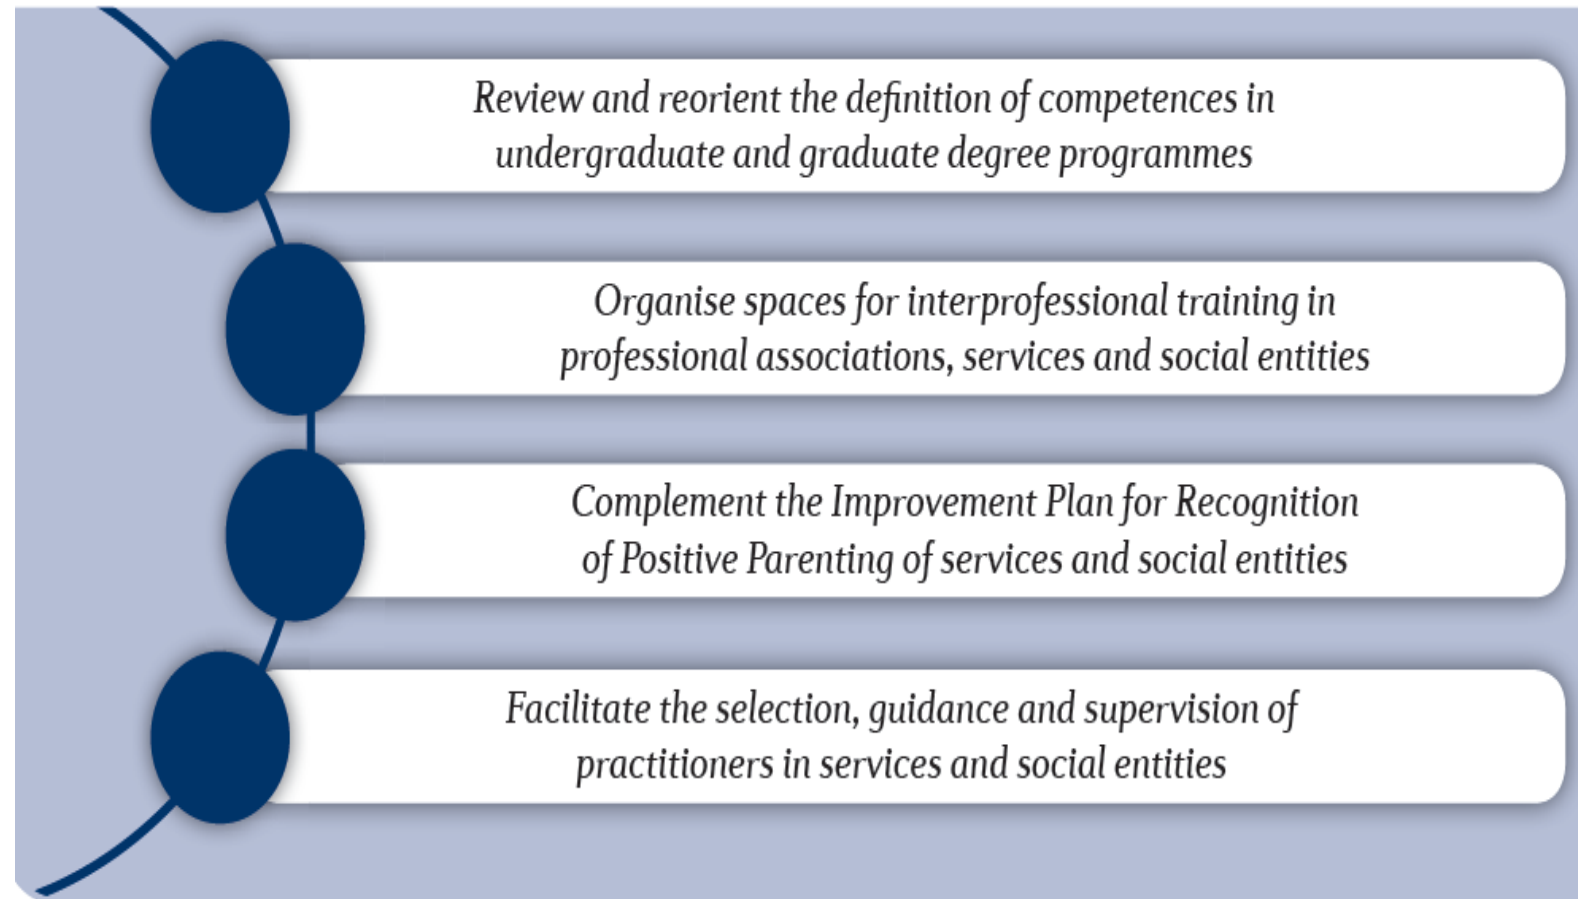 Review and reorient the definition of competences in
undergraduate and graduate degree programmes
Organise spaces for interprofessional training in
professional associations, services and social entities
Complement the Improvement Plan for Recognition
of Positive Parenting of services and social entities
Facilitate the selection, guidance and supervision of
practitioners in services and social entities